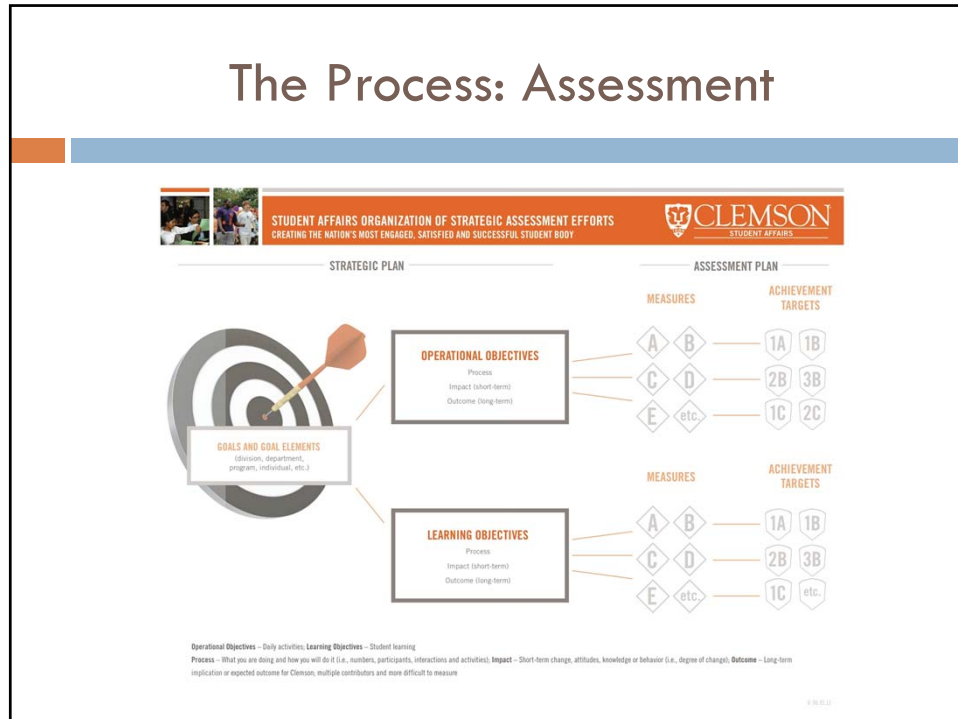 The Process: Assessment
STUDENT AFFAIRS ORGANIZATION OF STRATEGIC ASSESSMENT EFFORTS
CREATING THE NATION'S MOST ENGAGED, SATISFIED AND SUCCESSFUL STUDENT BODY
CLEMSON
STUDENT AFFAIRS
STRATEGIC PLAN
ASSESSMENT PLAN
MEASURES
ACHIEVEMENT
TARGETS
OPERATIONAL OBJECTIVES
Process
Impact (short-term)
Outcome (long-term)
A B 1A 1B
C D 2B 3B
E etc. 1C 2C
GOALS AND GOAL ELEMENTS
(division, department,
program, individual, etc.)
MEASURES
ACHIEVEMENT
TARGETS
LEARNING OBJECTIVES
Process
Impact (short-term)
Outcome (long-term)
A B 1A 1B
C D 2B 3B
E etc. 1C etc.
Operational Objectives – Daily activities; Learning Objectives – Student learning
Process – What you are doing and how you will do it (i.e., numbers, participants, interactions and activities); Impact – Short-term change, attitudes, knowledge or behavior (i.e., degree of change); Outcome – Long-term
implication or expected outcome for Clemson, multiple contributors and more difficult to measure